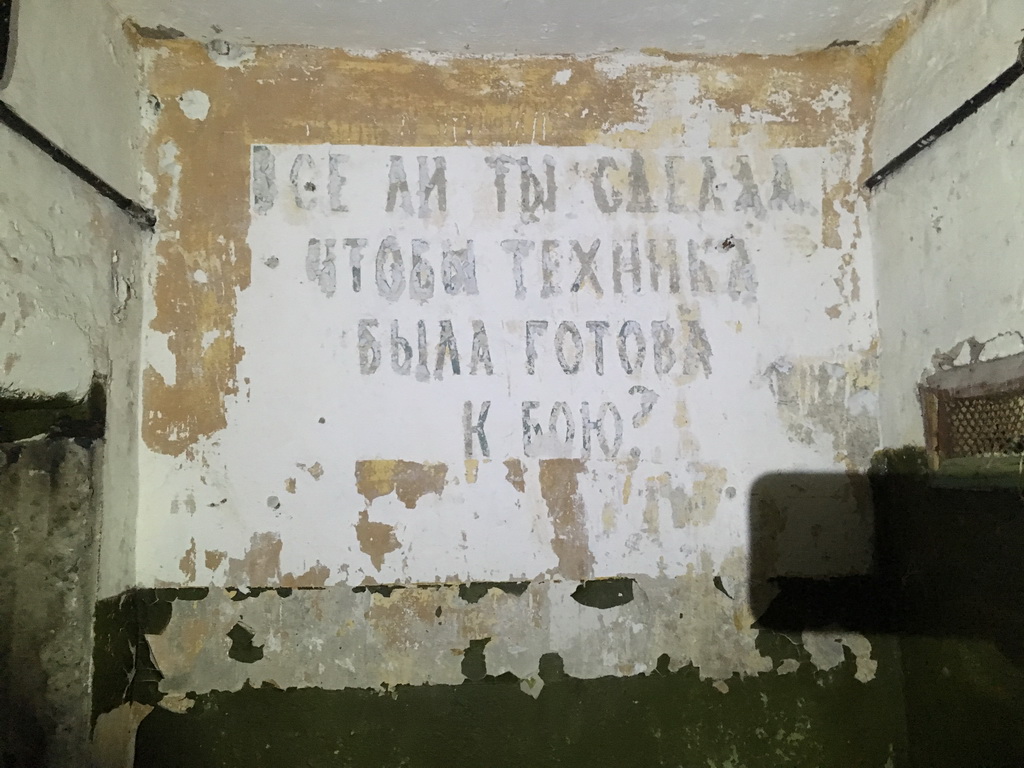 ВСЕ ЛИ ТЫ СДЕЛАЛ,
ЧТОБЫ ТЕХНИКА
БЫЛА ГОТОВА
К БОЮ?